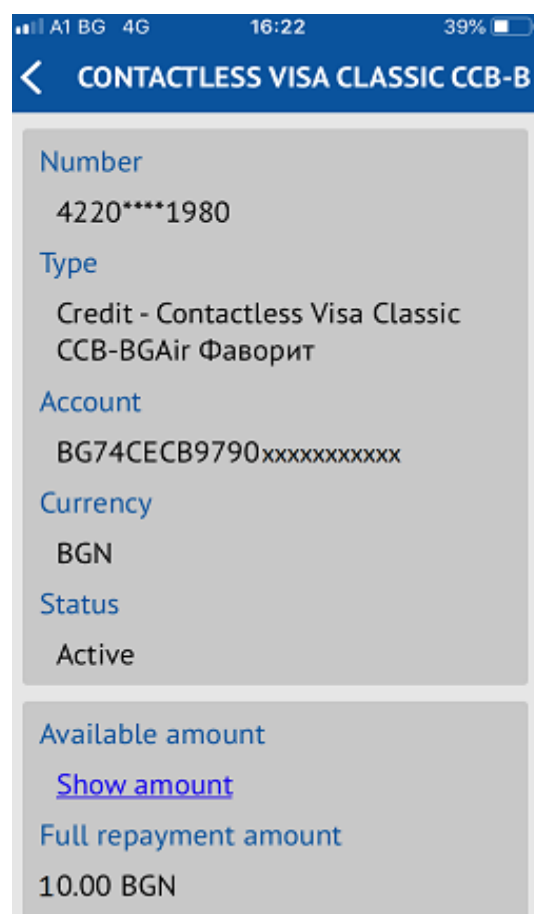 A1 BG 4G 16:22 39%
CONTACTLESS VISA CLASSIC CCB-B
Number
4220****1980
Type
Credit - Contactless Visa Classic
CCB-BGAir Фаворит
Account
BG74CECB9790xxxxxxxxxxx
Currency
BGN
Status
Active
Available amount
Show amount
Full repayment amount
10.00 BGN